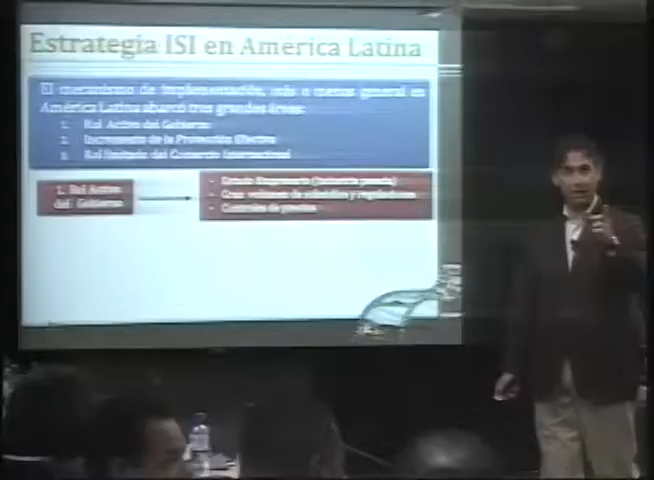 Estrategia ISI en América Latina
El mecanismo de implementación, más o menos general en
América Latina abarcó tres grandes áreas:
1. Rol Activo del Gobierno
2. Incremento de la Protección Efectiva
3. Rol limitado del Comercio Internacional
1. Rol Activo
del Gobierno
• Estado Empresario
• Gran volumen de subsidios y regulaciones
• Controles de precios